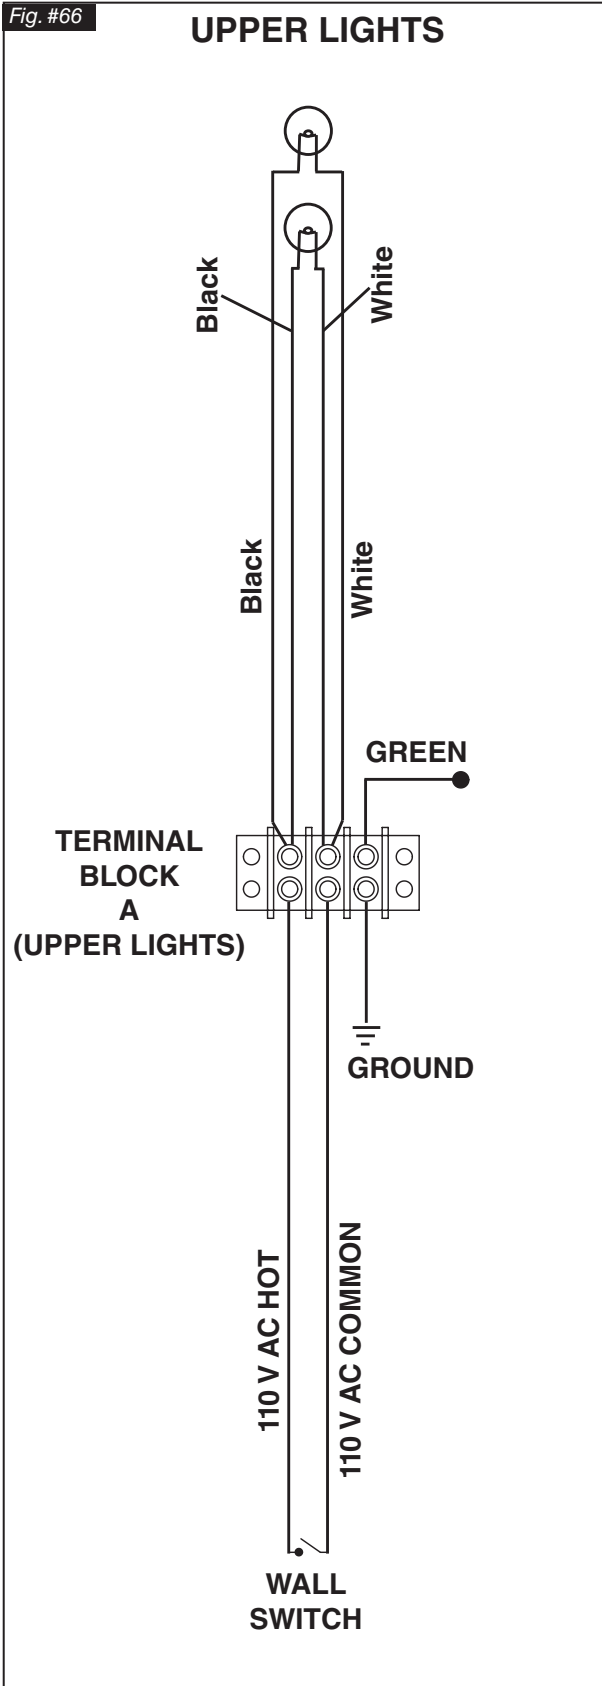 Fig. #66
UPPER LIGHTS
Black
White
Black
White
GREEN
TERMINAL
BLOCK
A
(UPPER LIGHTS)
GROUND
110 V AC HOT
110 V AC COMMON
WALL
SWITCH